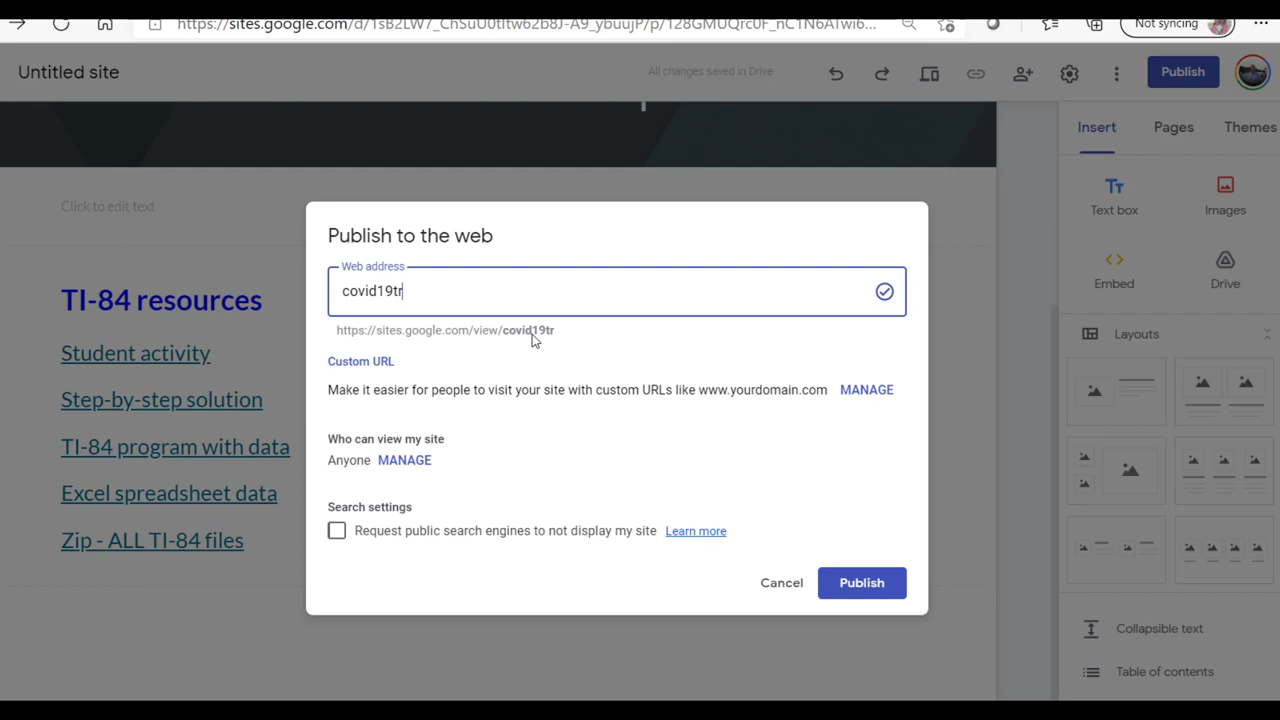 https://sites.google.com/d/1sB2LW7_ChSuU0tItw62b8J-A9_ybuujP/p/128GMUQrc0F_nC1N6ATwi6...
Not syncing
Untitled site
All changes saved in Drive
Publish
Insert
Pages
Themes
Click to edit text
Text box
Images
Embed
Drive
TI-84 resources
Student activity
Step-by-step solution
TI-84 program with data
Excel spreadsheet data
Zip - ALL TI-84 files
Publish to the web
Web address
covid19tr
https://sites.google.com/view/covid19tr
Custom URL
Make it easier for people to visit your site with custom URLs like www.yourdomain.com MANAGE
Who can view my site
Anyone MANAGE
Search settings
Request public search engines to not display my site Learn more
Cancel
Publish
Layouts
Collapsible text
Table of contents